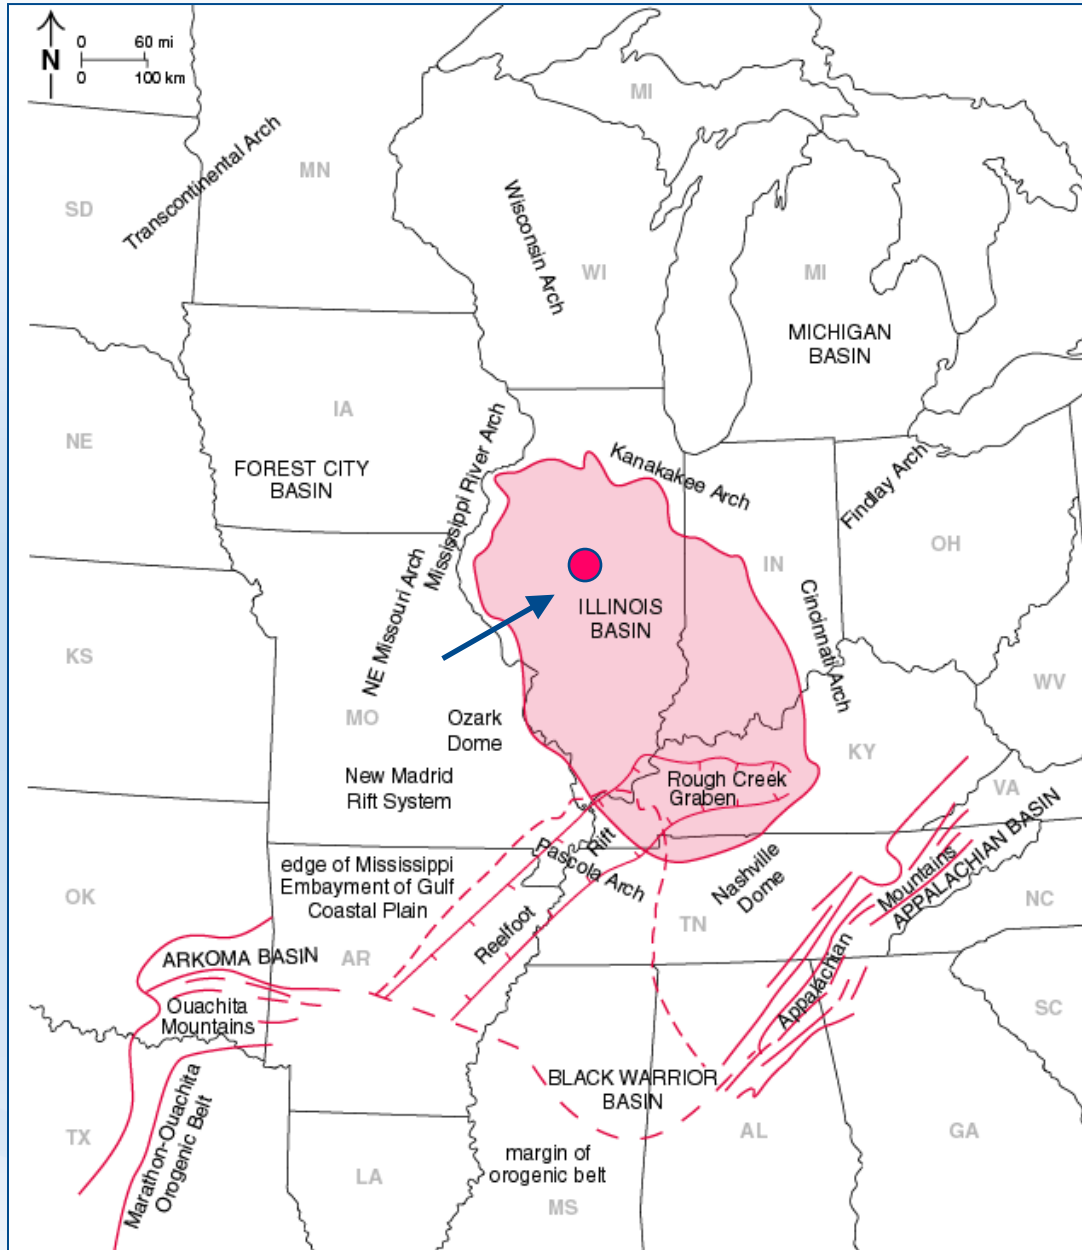 N
0 60 mi
0 100 km
MI
Transcontinental Arch
MN
SD
Wisconsin Arch
WI
MI
MICHIGAN
BASIN
IA
NE
FOREST CITY
BASIN
Mississippi River Arch
Kanakakee Arch
Findlay Arch
OH
IN
NE Missouri Arch
ILLINOIS
BASIN
Cincinnati Arch
KS
WV
MO
Ozark
Dome
KY
New Madrid
Rift System
Rough Creek
Graben
VA
edge of Mississippi
Embayment of Gulf
Coastal Plain
Reelfoot
Rift
Pascola Arch
Nashville
Dome
Appalachian
Mountains
APPALACHIAN BASIN
OK
TN
NC
ARKOMA BASIN
AR
Ouachita
Mountains
SC
BLACK WARRIOR
BASIN
TX
Marathon-Ouachita
Orogenic Belt
AL
GA
margin of
orogenic belt
LA
MS